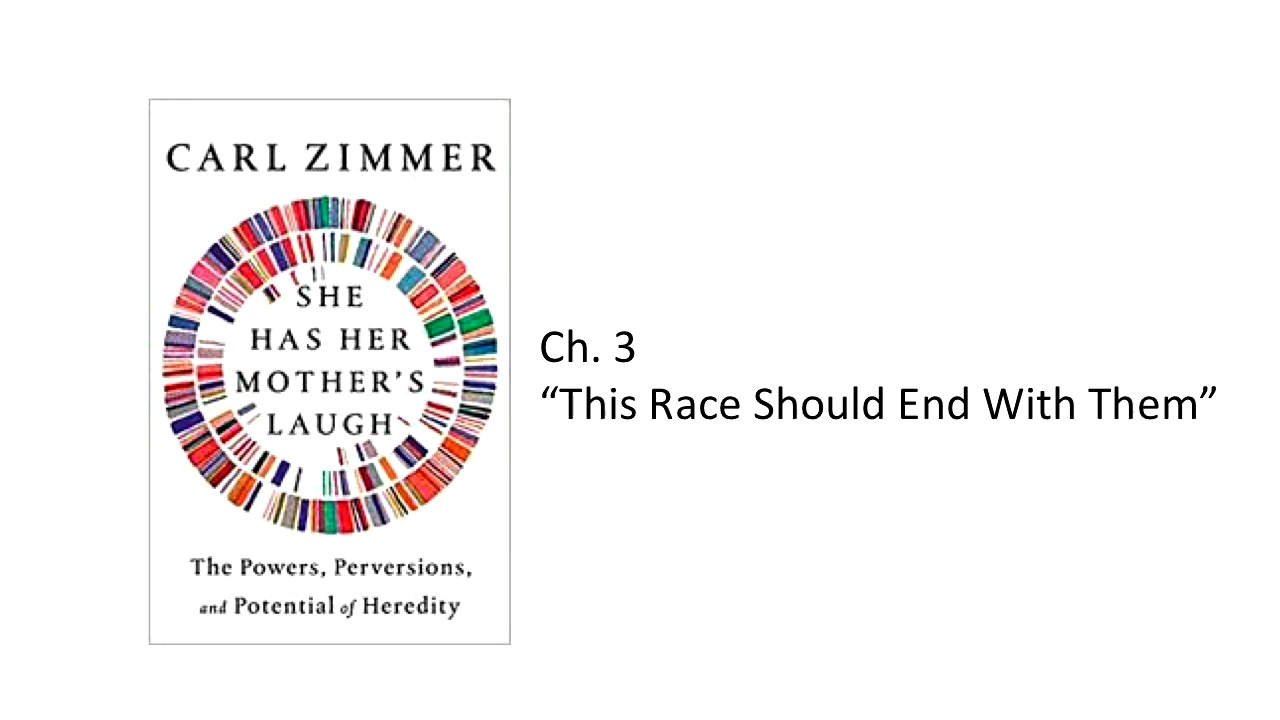 CARL ZIMMER
SHE
HAS HER
MOTHER'S
LAUGH
The Powers, Perversions,
and Potential of Heredity
Ch. 3
“This Race Should End With Them”